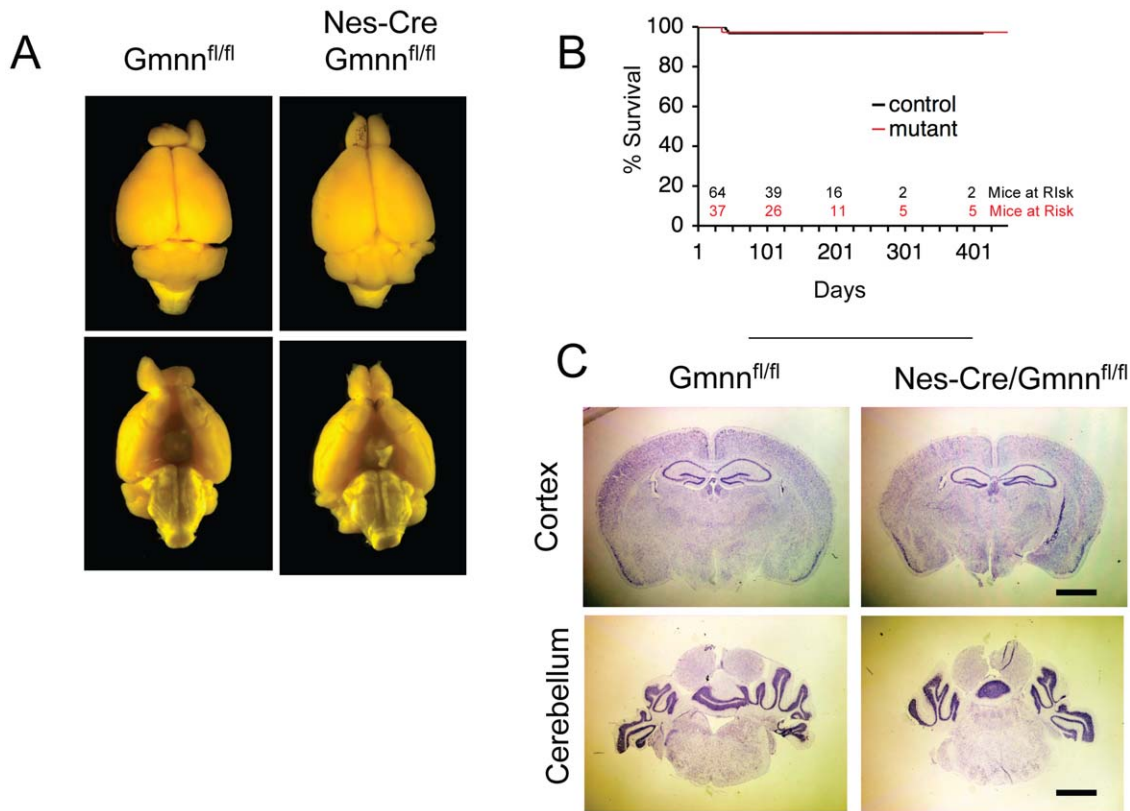 A
Gmnn^fl/fl
Nes-Cre
Gmnn^fl/fl
B
% Survival
100
80
60
40
20
0
control
mutant
64 39 16 2 2 Mice at RIsk
37 26 11 5 5 Mice at Risk
1 101 201 301 401
Days
C
Gmnn^fl/fl
Nes-Cre/Gmnn^fl/fl
Cortex
Cerebellum